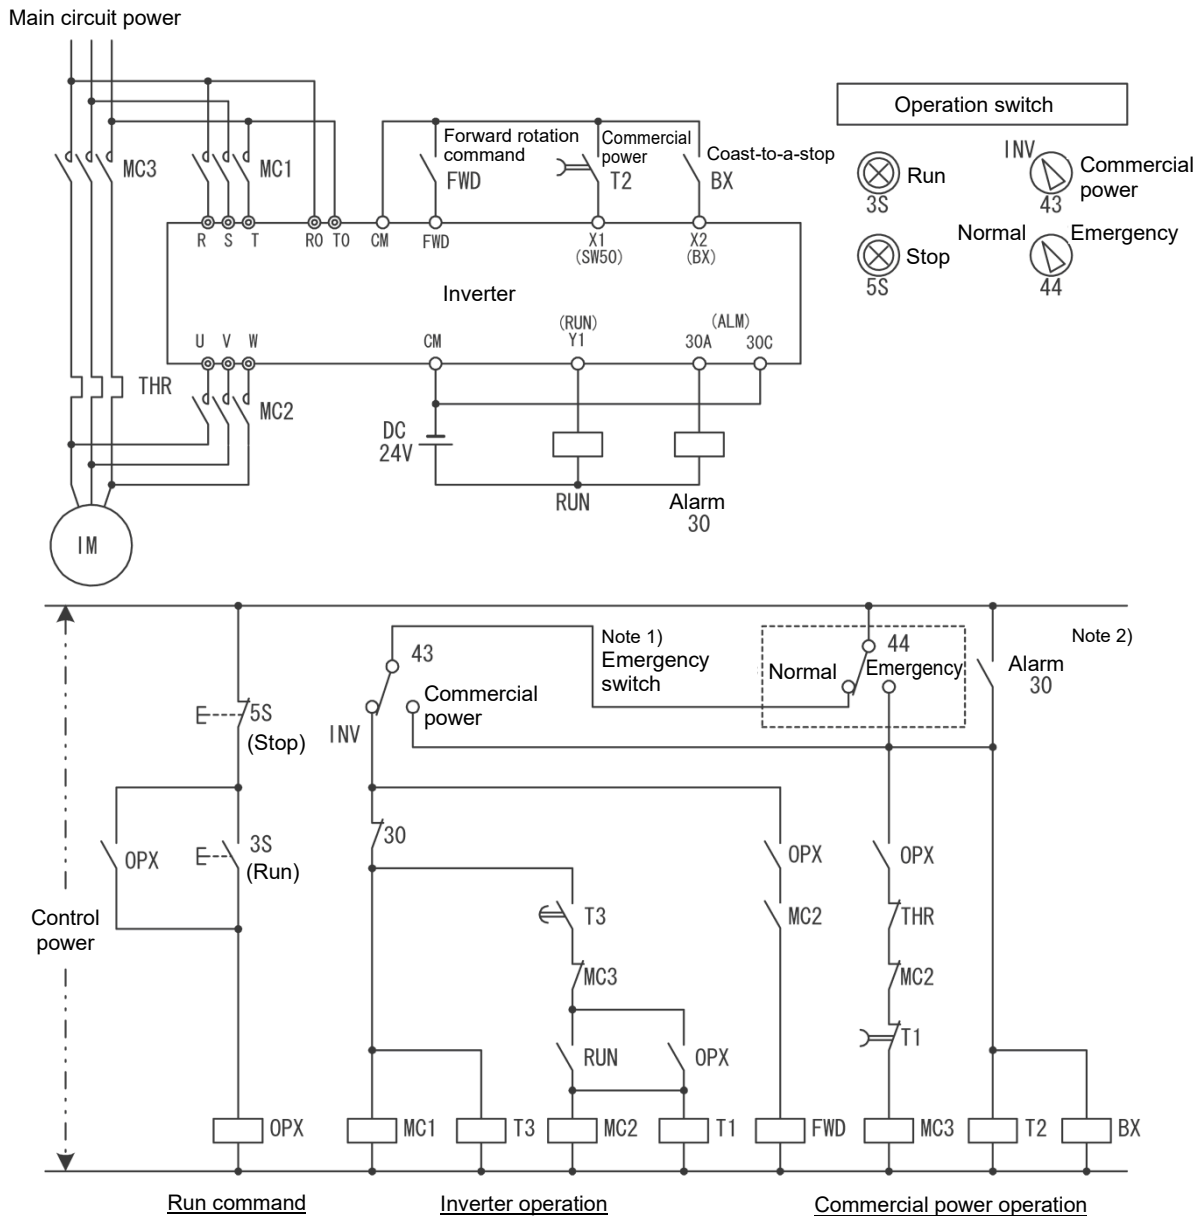 Main circuit power
MC3
MC1
Forward rotation
command
FWD
Commercial
power
T2
Coast-to-a-stop
BX
Operation switch
Run
3S
INV
Commercial
power
43
Stop
5S
Normal
Emergency
44
R S T R0 T0 CM FWD X1 X2
(SW50) (BX)
Inverter
(RUN) (ALM)
U V W CM Y1 30A 30C
THR
MC2
DC
24V
RUN
Alarm
30
IM
43
Note 1)
Emergency
switch
44
Normal
Emergency
Note 2)
Alarm
30
Commercial
power
INV
5S
(Stop)
OPX
3S
(Run)
30
OPX
OPX
Control
power
T3
MC2
THR
MC3
MC2
RUN
OPX
T1
OPX MC1 T3 MC2 T1 FWD MC3 T2 BX
Run command
Inverter operation
Commercial power operation